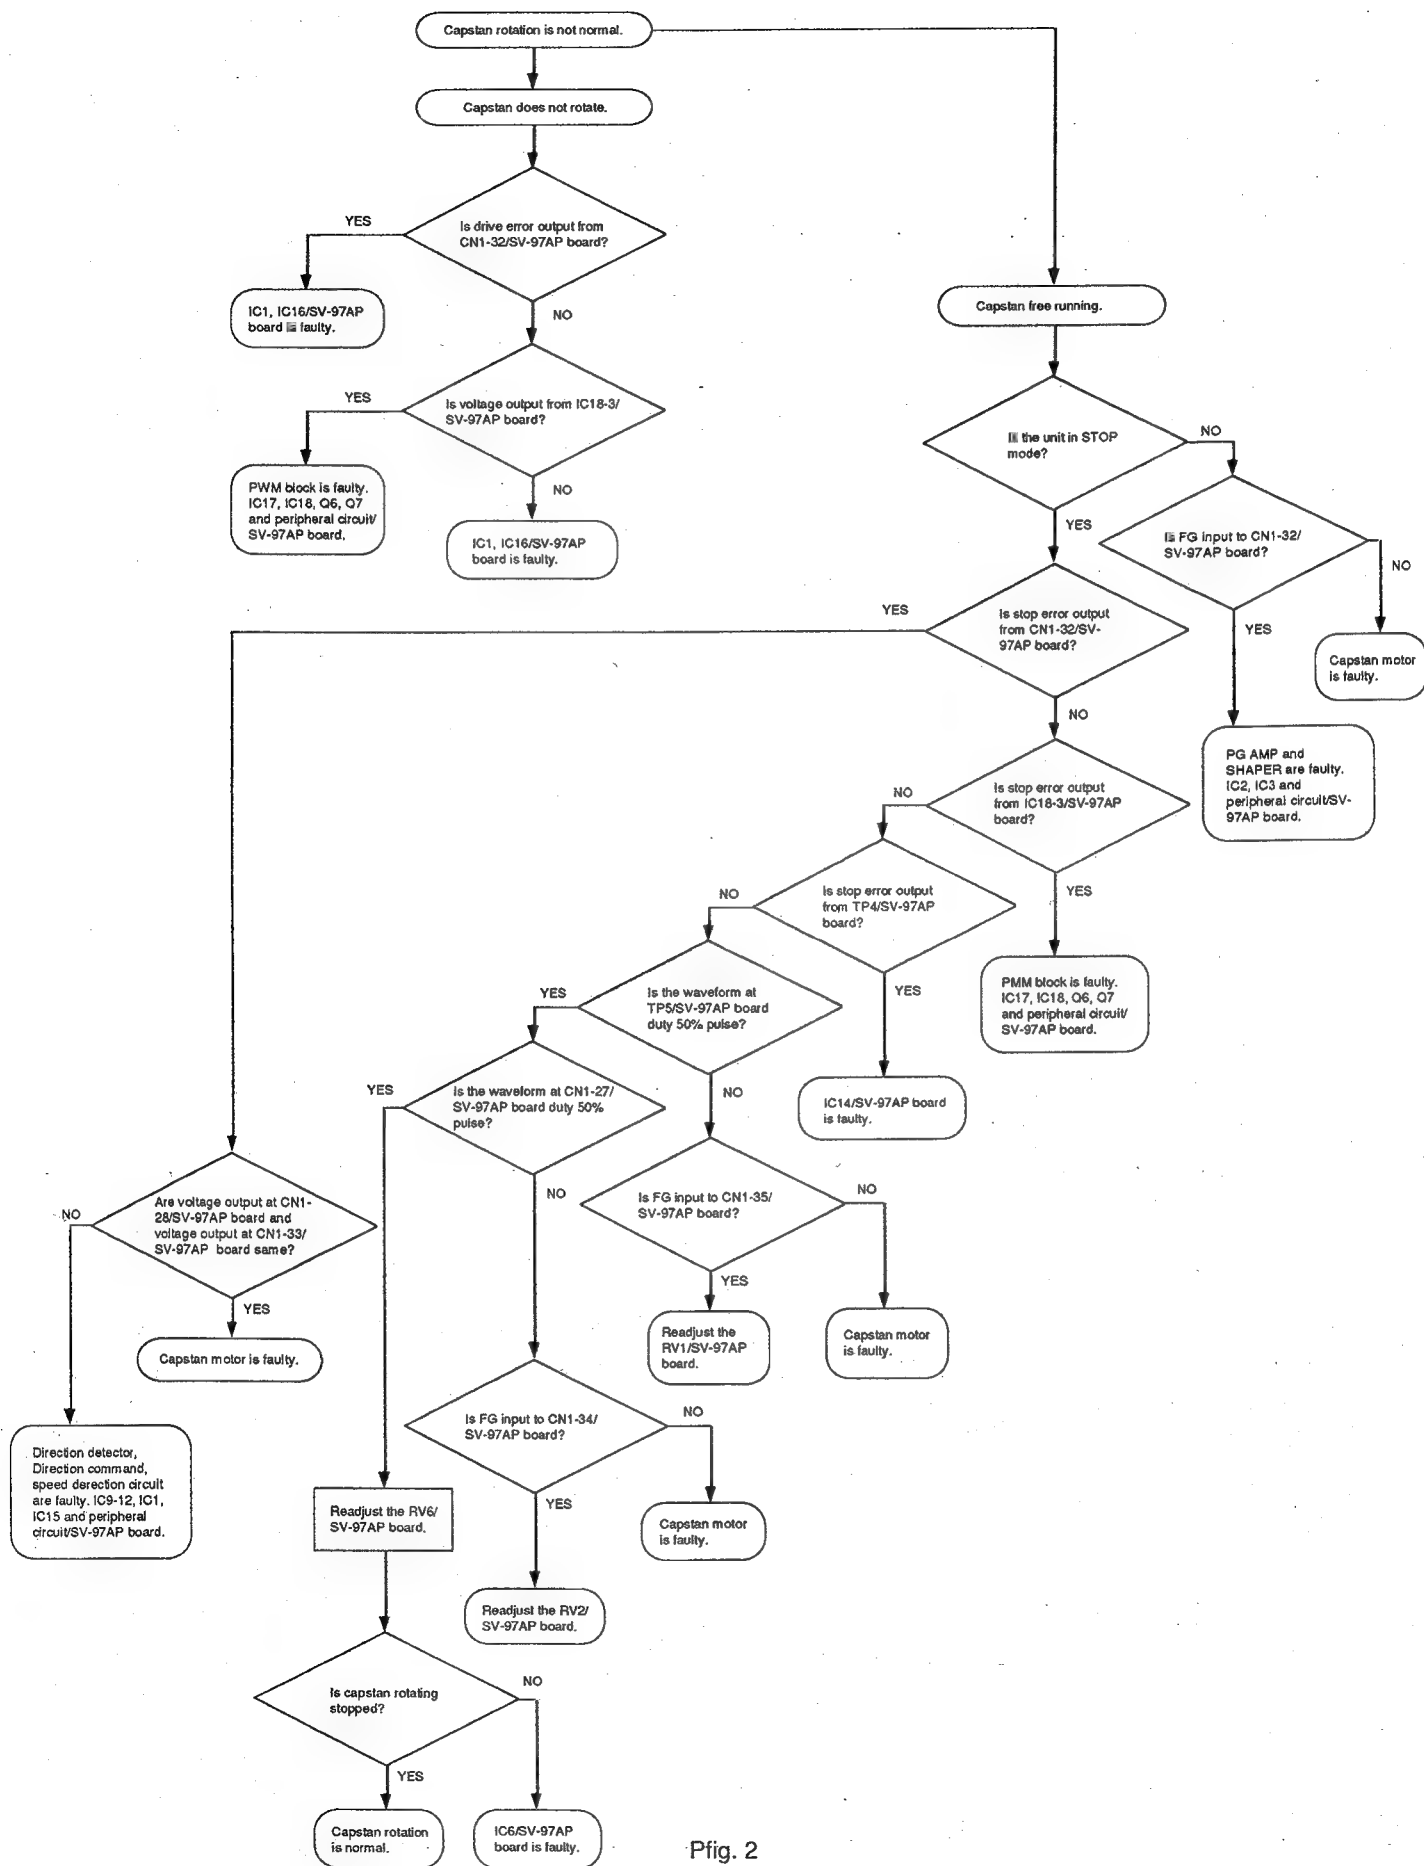 Capstan rotation is not normal.
Capstan does not rotate.
YES
Is drive error output from
CN1-32/SV-97AP board?
IC1, IC16/SV-97AP
board is faulty.
NO
Capstan free running.
YES
Is voltage output from IC18-3/
SV-97AP board?
PWM block is faulty.
IC17, IC18, Q6, Q7
and peripheral circuit/
SV-97AP board.
NO
IC1, IC16/SV-97AP
board is faulty.
Is the unit in STOP
mode?
NO
YES
Is FG input to CN1-32/
SV-97AP board?
NO
YES
Capstan motor
is faulty.
PG AMP and
SHAPER are faulty.
IC2, IC3 and
peripheral circuit/SV-
97AP board.
YES
Is stop error output
from CN1-32/SV-
97AP board?
NO
NO
Is stop error output
from IC18-3/SV-97AP
board?
YES
PMM block is faulty.
IC17, IC18, Q6, Q7
and peripheral circuit/
SV-97AP board.
NO
Is stop error output
from TP4/SV-97AP
board?
YES
IC14/SV-97AP board
is faulty.
YES
Is the waveform at
TP5/SV-97AP board
duty 50% pulse?
NO
YES
Is the waveform at CN1-27/
SV-97AP board duty 50%
pulse?
NO
Is FG input to CN1-35/
SV-97AP board?
NO
YES
Readjust the
RV1/SV-97AP
board.
Capstan motor
is faulty.
NO
Are voltage output at CN1-
28/SV-97AP board and
voltage output at CN1-33/
SV-97AP board same?
YES
Capstan motor is faulty.
Direction detector,
Direction command,
speed derection circuit
are faulty. IC9-12, IC1,
IC15 and peripheral
circuit/SV-97AP board.
Is FG input to CN1-34/
SV-97AP board?
NO
YES
Capstan motor
is faulty.
Readjust the RV6/
SV-97AP board.
Readjust the RV2/
SV-97AP board.
Is capstan rotating
stopped?
NO
YES
Capstan rotation
is normal.
IC6/SV-97AP
board is faulty.
Pfig. 2